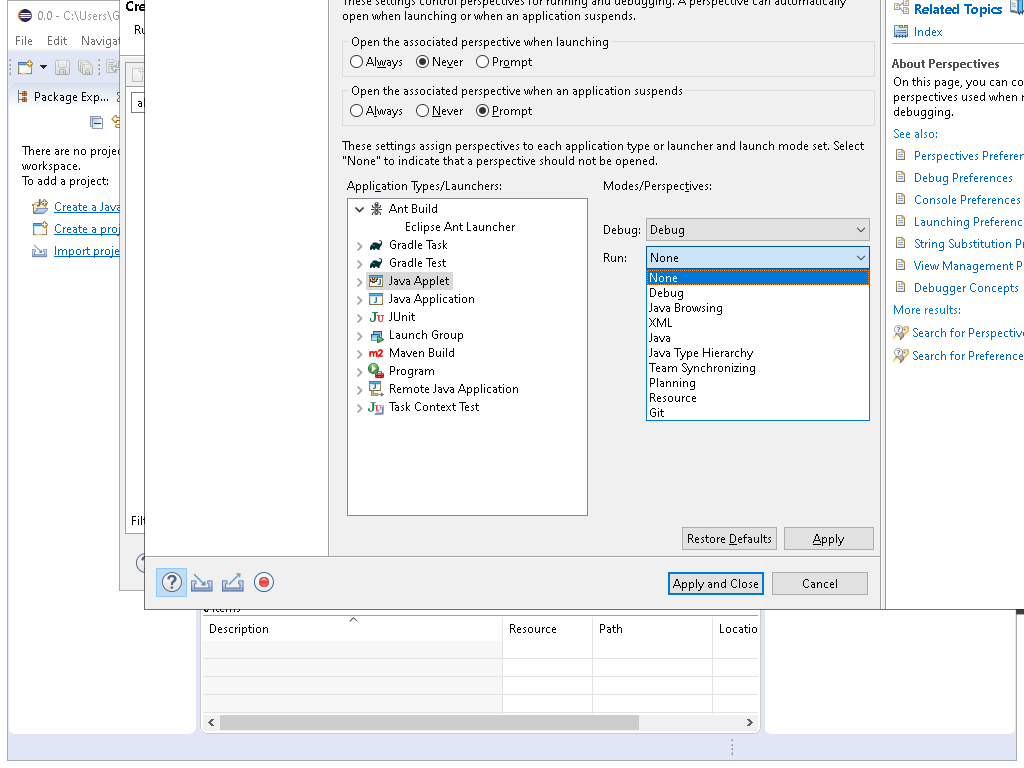 0.0 - C:\Users\G
File Edit Navigat
Package Exp...
There are no projec
workspace.
To add a project:
Create a Java
Create a proj
Import proje
Cre
Ru
a
Filt
These settings control perspectives for running and debugging. A perspective can automatically
open when launching or when an application suspends.
Open the associated perspective when launching
Always Never Prompt
Open the associated perspective when an application suspends
Always Never Prompt
These settings assign perspectives to each application type or launcher and launch mode set. Select
"None" to indicate that a perspective should not be opened.
Application Types/Launchers:
Ant Build
Eclipse Ant Launcher
Gradle Task
Gradle Test
Java Applet
Java Application
JUnit
Launch Group
Maven Build
Program
Remote Java Application
Task Context Test
Modes/Perspectives:
Debug: Debug
Run: None
None
Debug
Java Browsing
XML
Java
Java Type Hierarchy
Team Synchronizing
Planning
Resource
Git
Restore Defaults Apply
Apply and Close Cancel
Related Topics
Index
About Perspectives
On this page, you can co
perspectives used when r
debugging.
See also:
Perspectives Preferen
Debug Preferences
Console Preferences
Launching Preferenc
String Substitution Pr
View Management P
Debugger Concepts
More results:
Search for Perspective
Search for Preference
items
Description Resource Path Locatio